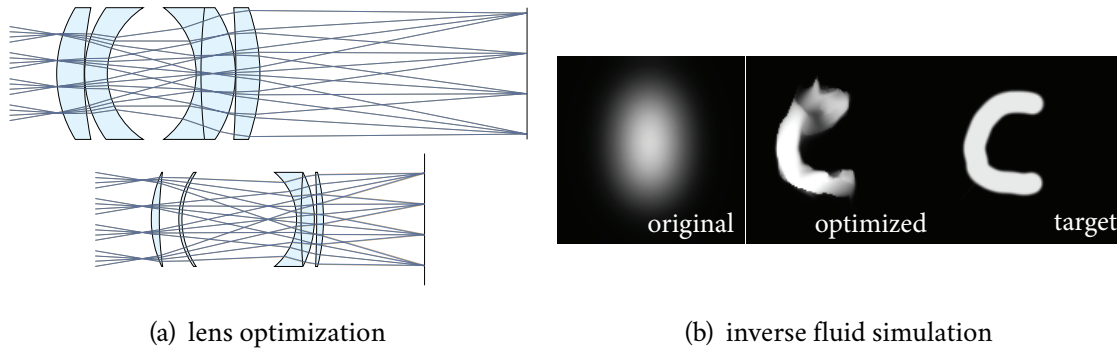 original
optimized
target
(a) lens optimization
(b) inverse fluid simulation